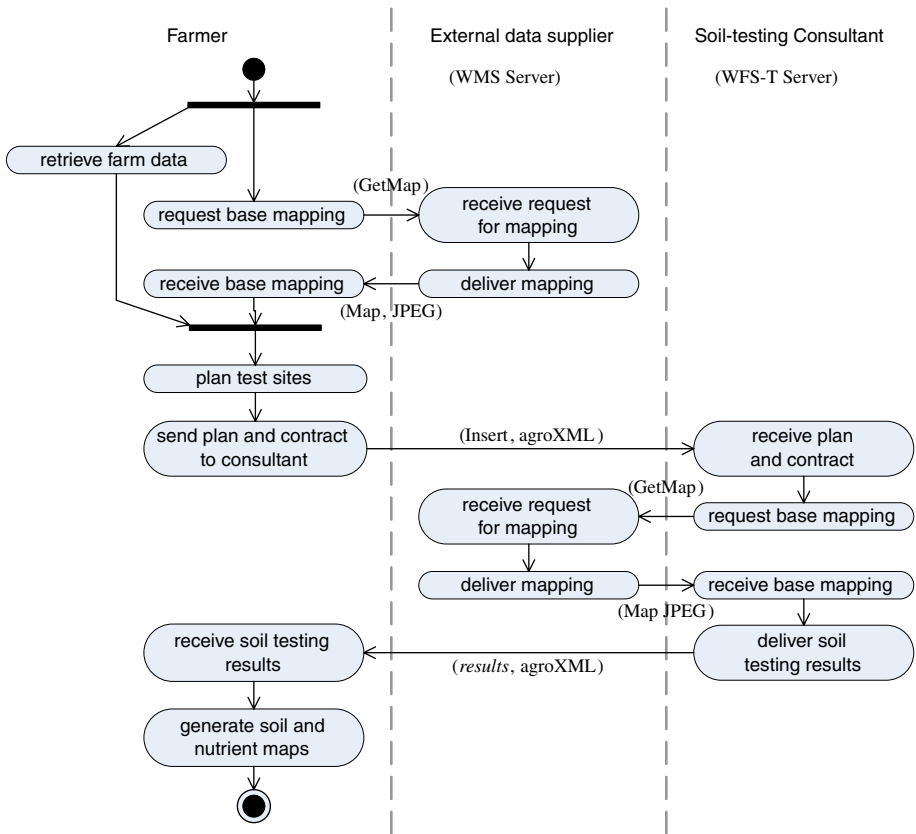 Farmer
External data supplier
Soil-testing Consultant
(WMS Server)
(WFS-T Server)
retrieve farm data
(GetMap)
request base mapping
receive request
for mapping
receive base mapping
deliver mapping
(Map, JPEG)
plan test sites
send plan and contract
to consultant
(Insert, agroXML)
receive plan
and contract
(GetMap)
receive request
for mapping
request base mapping
deliver mapping
receive base mapping
(Map JPEG)
receive soil testing
results
deliver soil
testing results
(results, agroXML)
generate soil and
nutrient maps